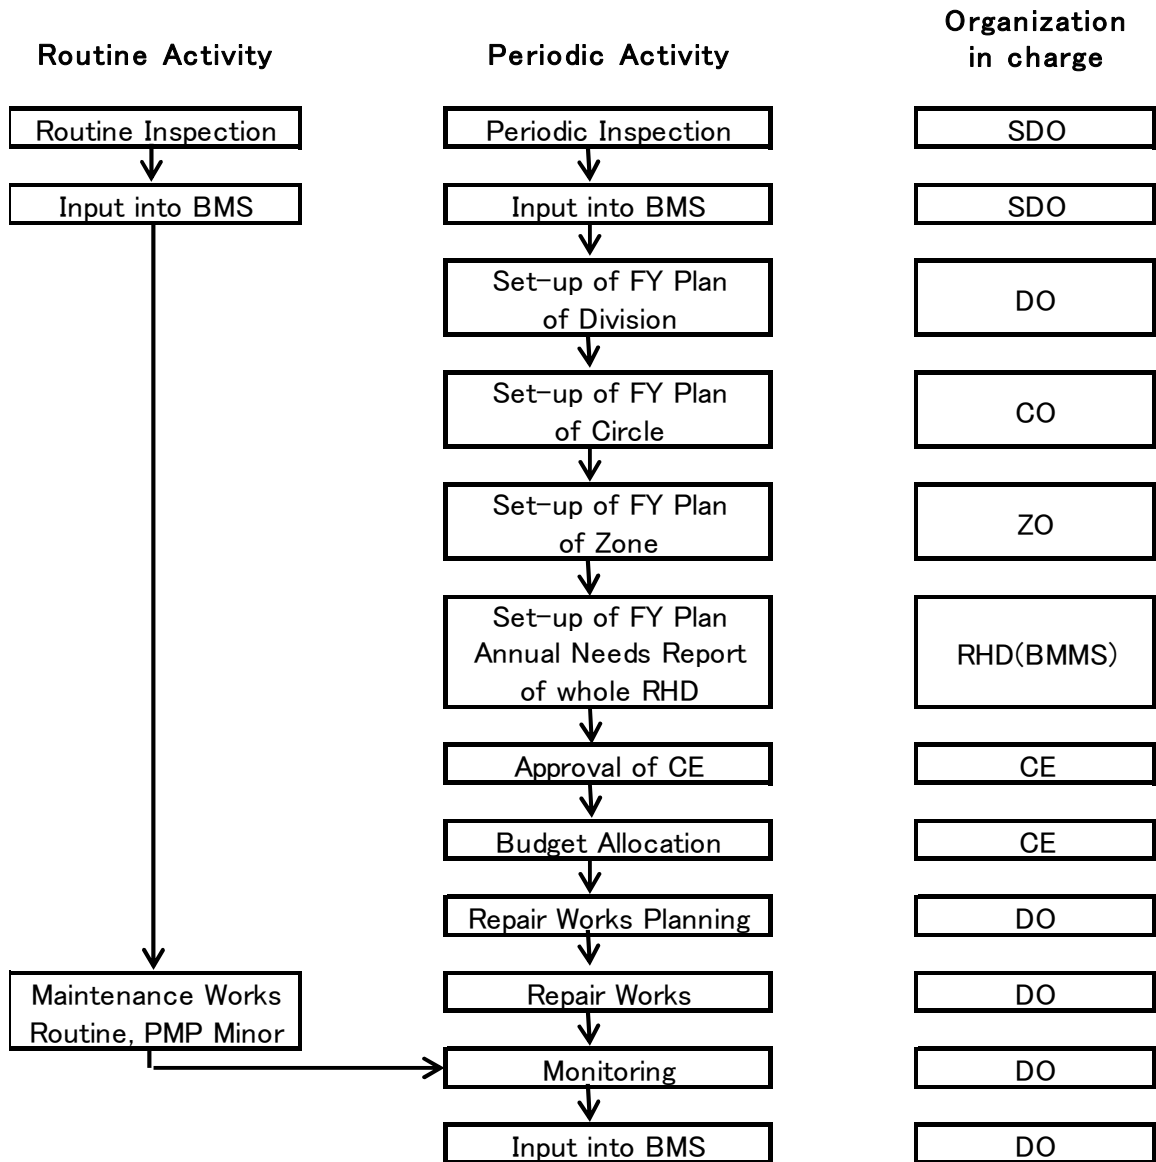 Organization
in charge
Routine Activity
Periodic Activity
Routine Inspection
Periodic Inspection
SDO
Input into BMS
Input into BMS
SDO
Set-up of FY Plan
of Division
DO
Set-up of FY Plan
of Circle
CO
Set-up of FY Plan
of Zone
ZO
Set-up of FY Plan
Annual Needs Report
of whole RHD
RHD(BMMS)
Approval of CE
CE
Budget Allocation
CE
Repair Works Planning
DO
Maintenance Works
Routine, PMP Minor
Repair Works
DO
Monitoring
DO
Input into BMS
DO